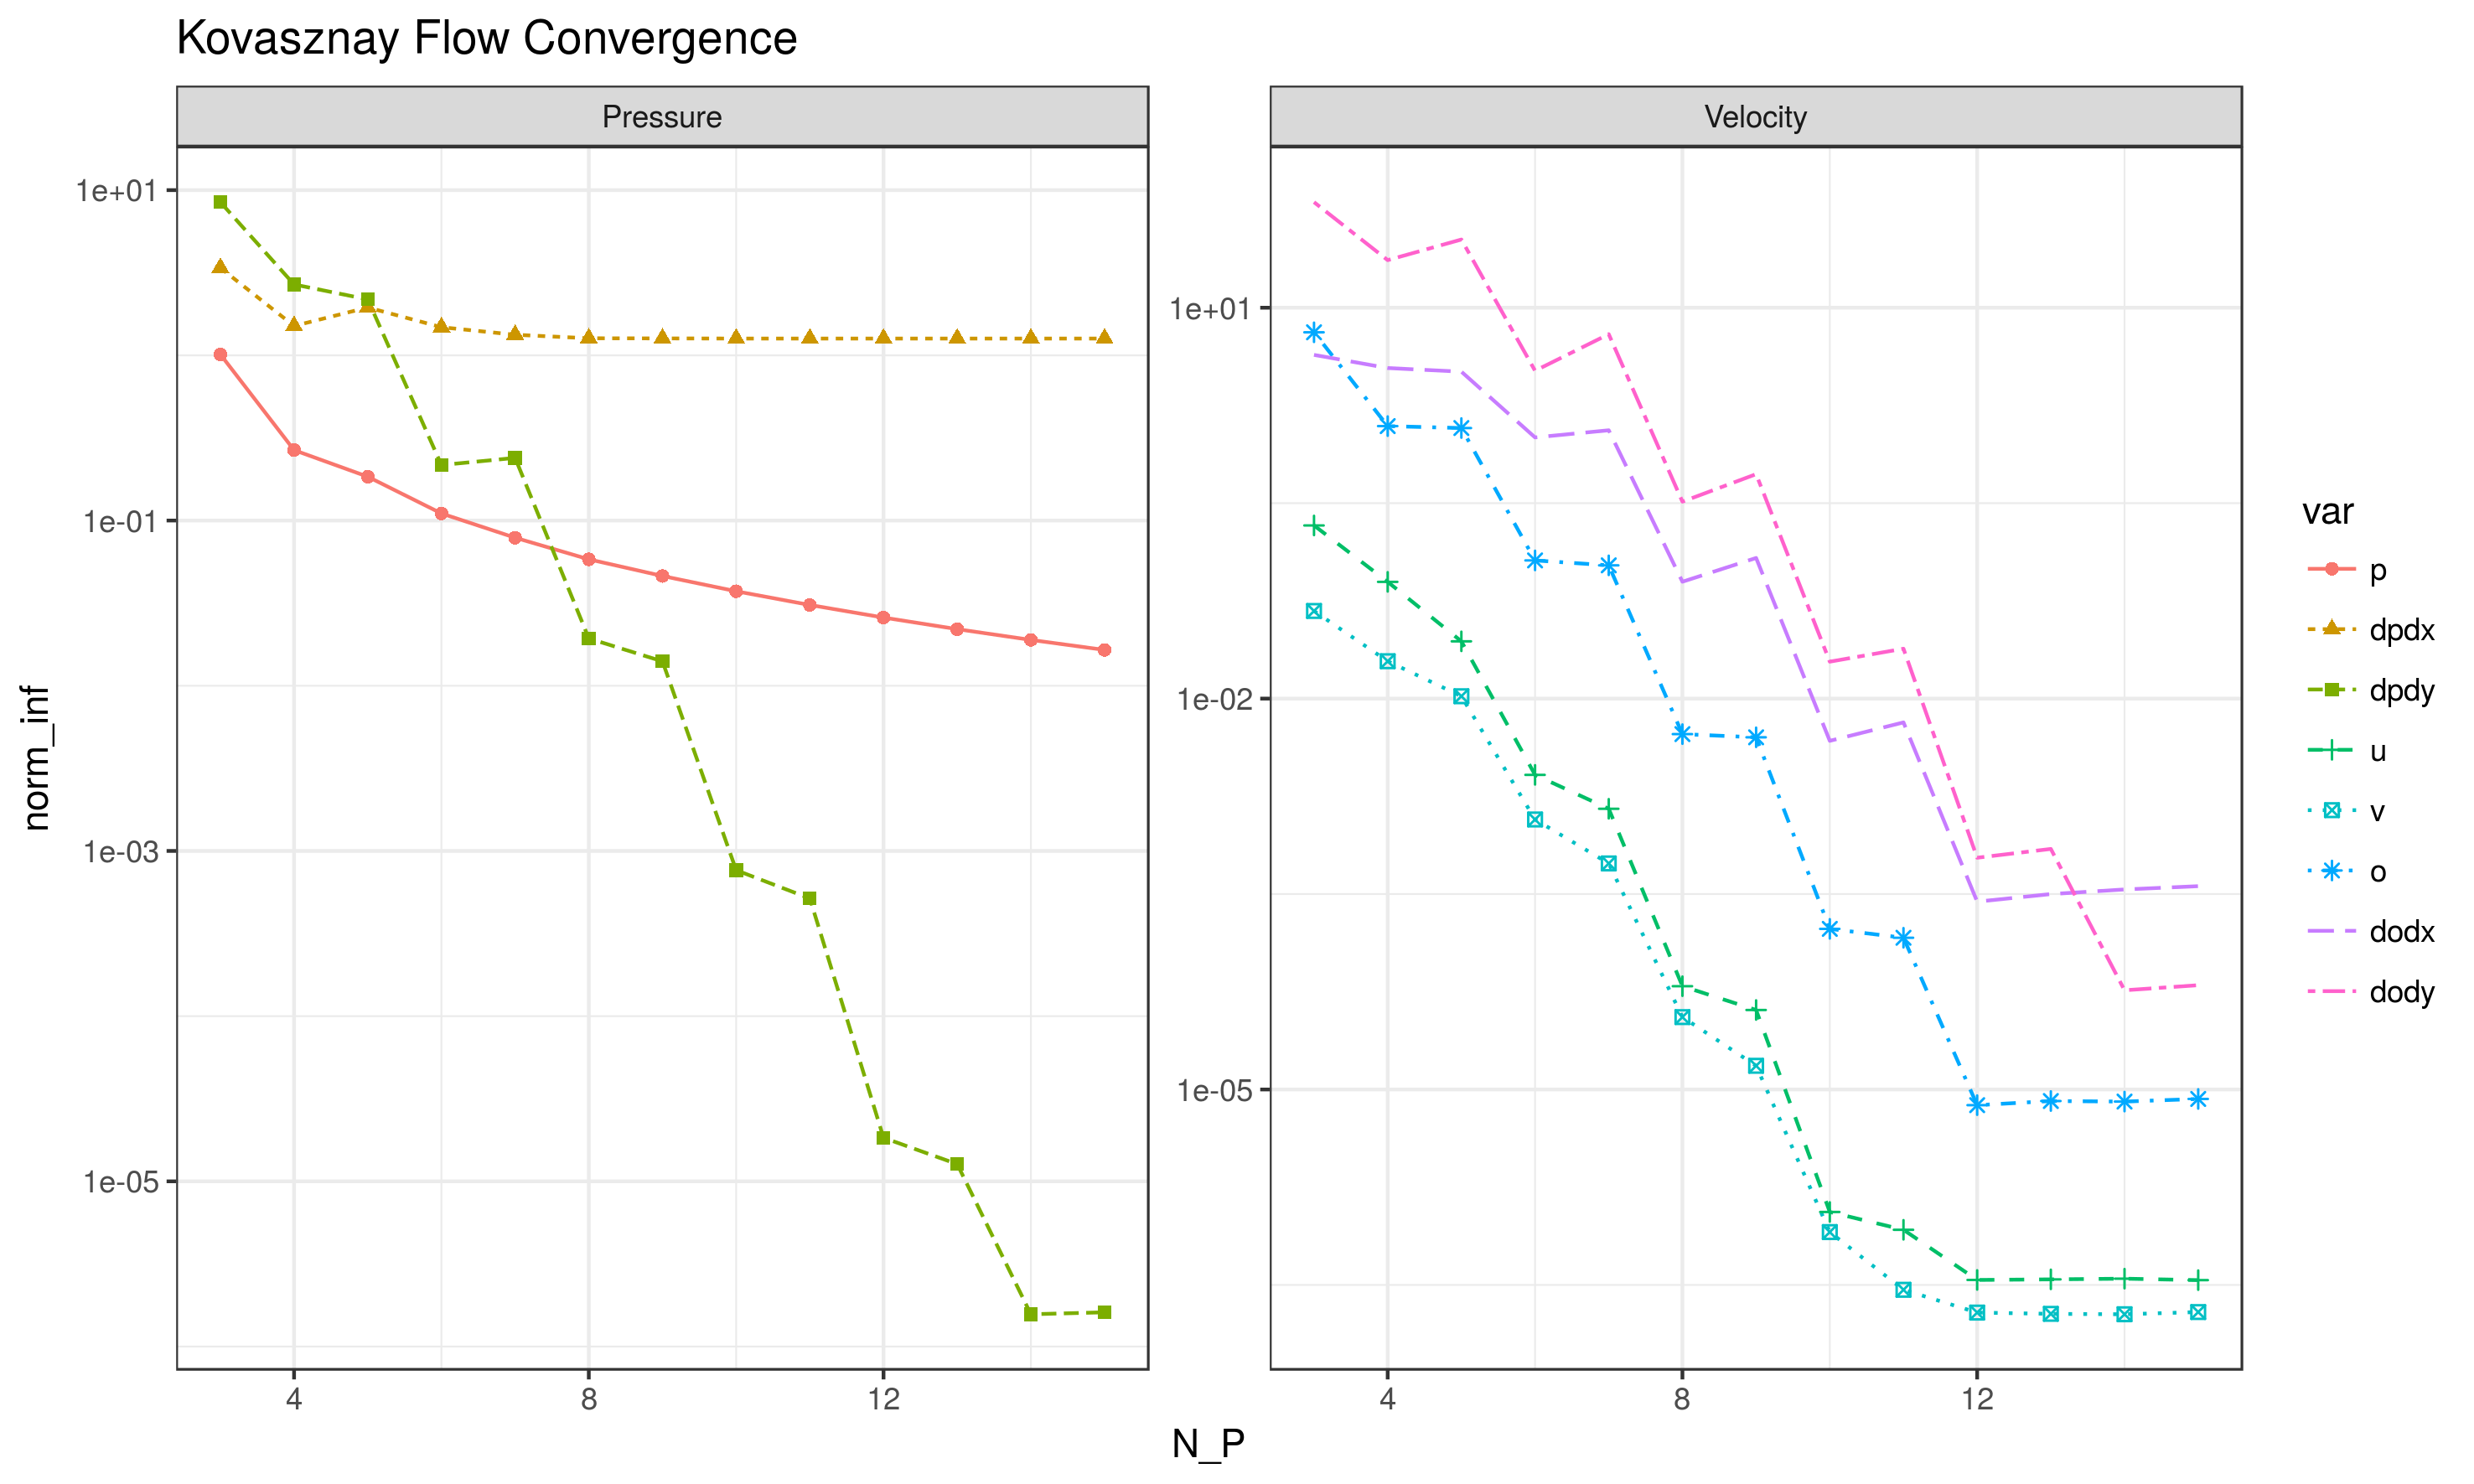 Kovasznay Flow Convergence
Pressure
Velocity
norm_inf
1e+01
1e-01
1e-03
1e-05
4
8
12
1e+01
1e-02
1e-05
4
8
12
N_P
var
p
dpdx
dpdy
u
v
o
dodx
dody